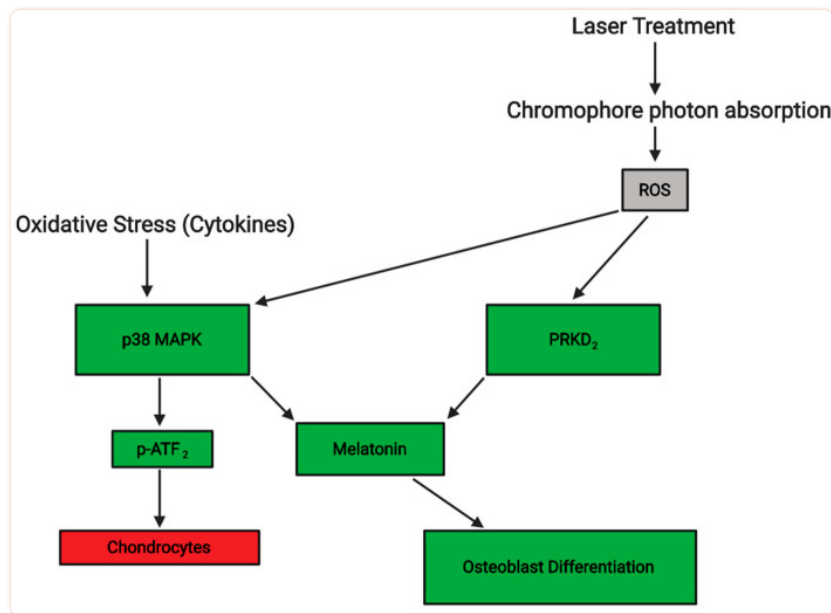 Laser Treatment
Chromophore photon absorption
ROS
Oxidative Stress (Cytokines)
p38 MAPK
PRKD₂
p-ATF₂
Melatonin
Chondrocytes
Osteoblast Differentiation